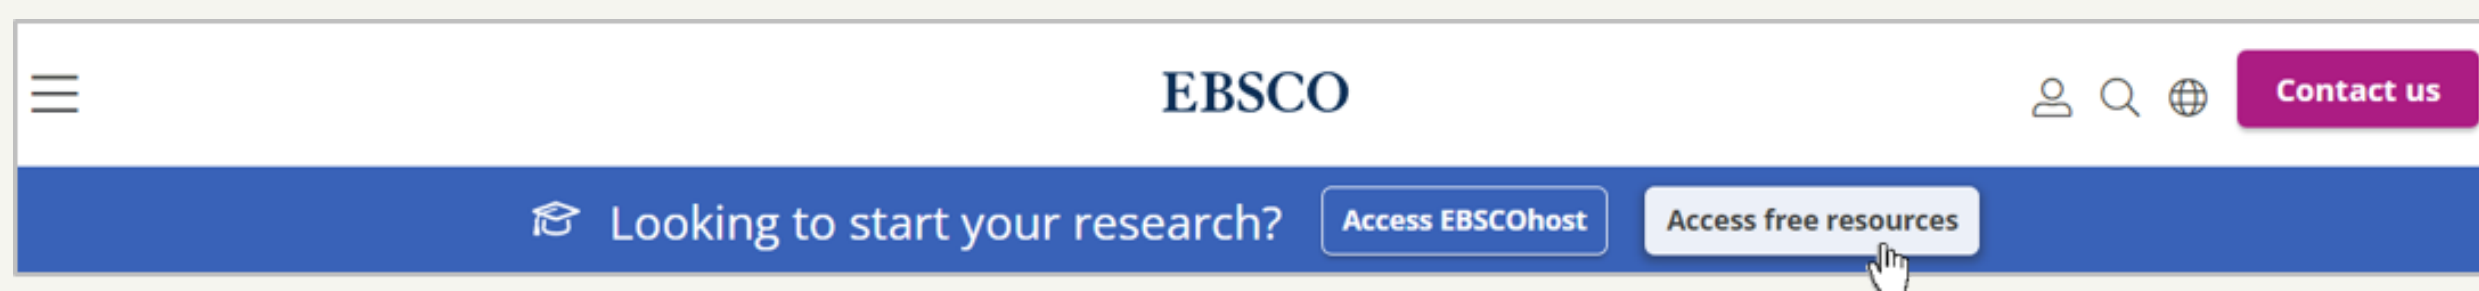 EBSCO
Contact us
Looking to start your research?
Access EBSCOhost
Access free resources